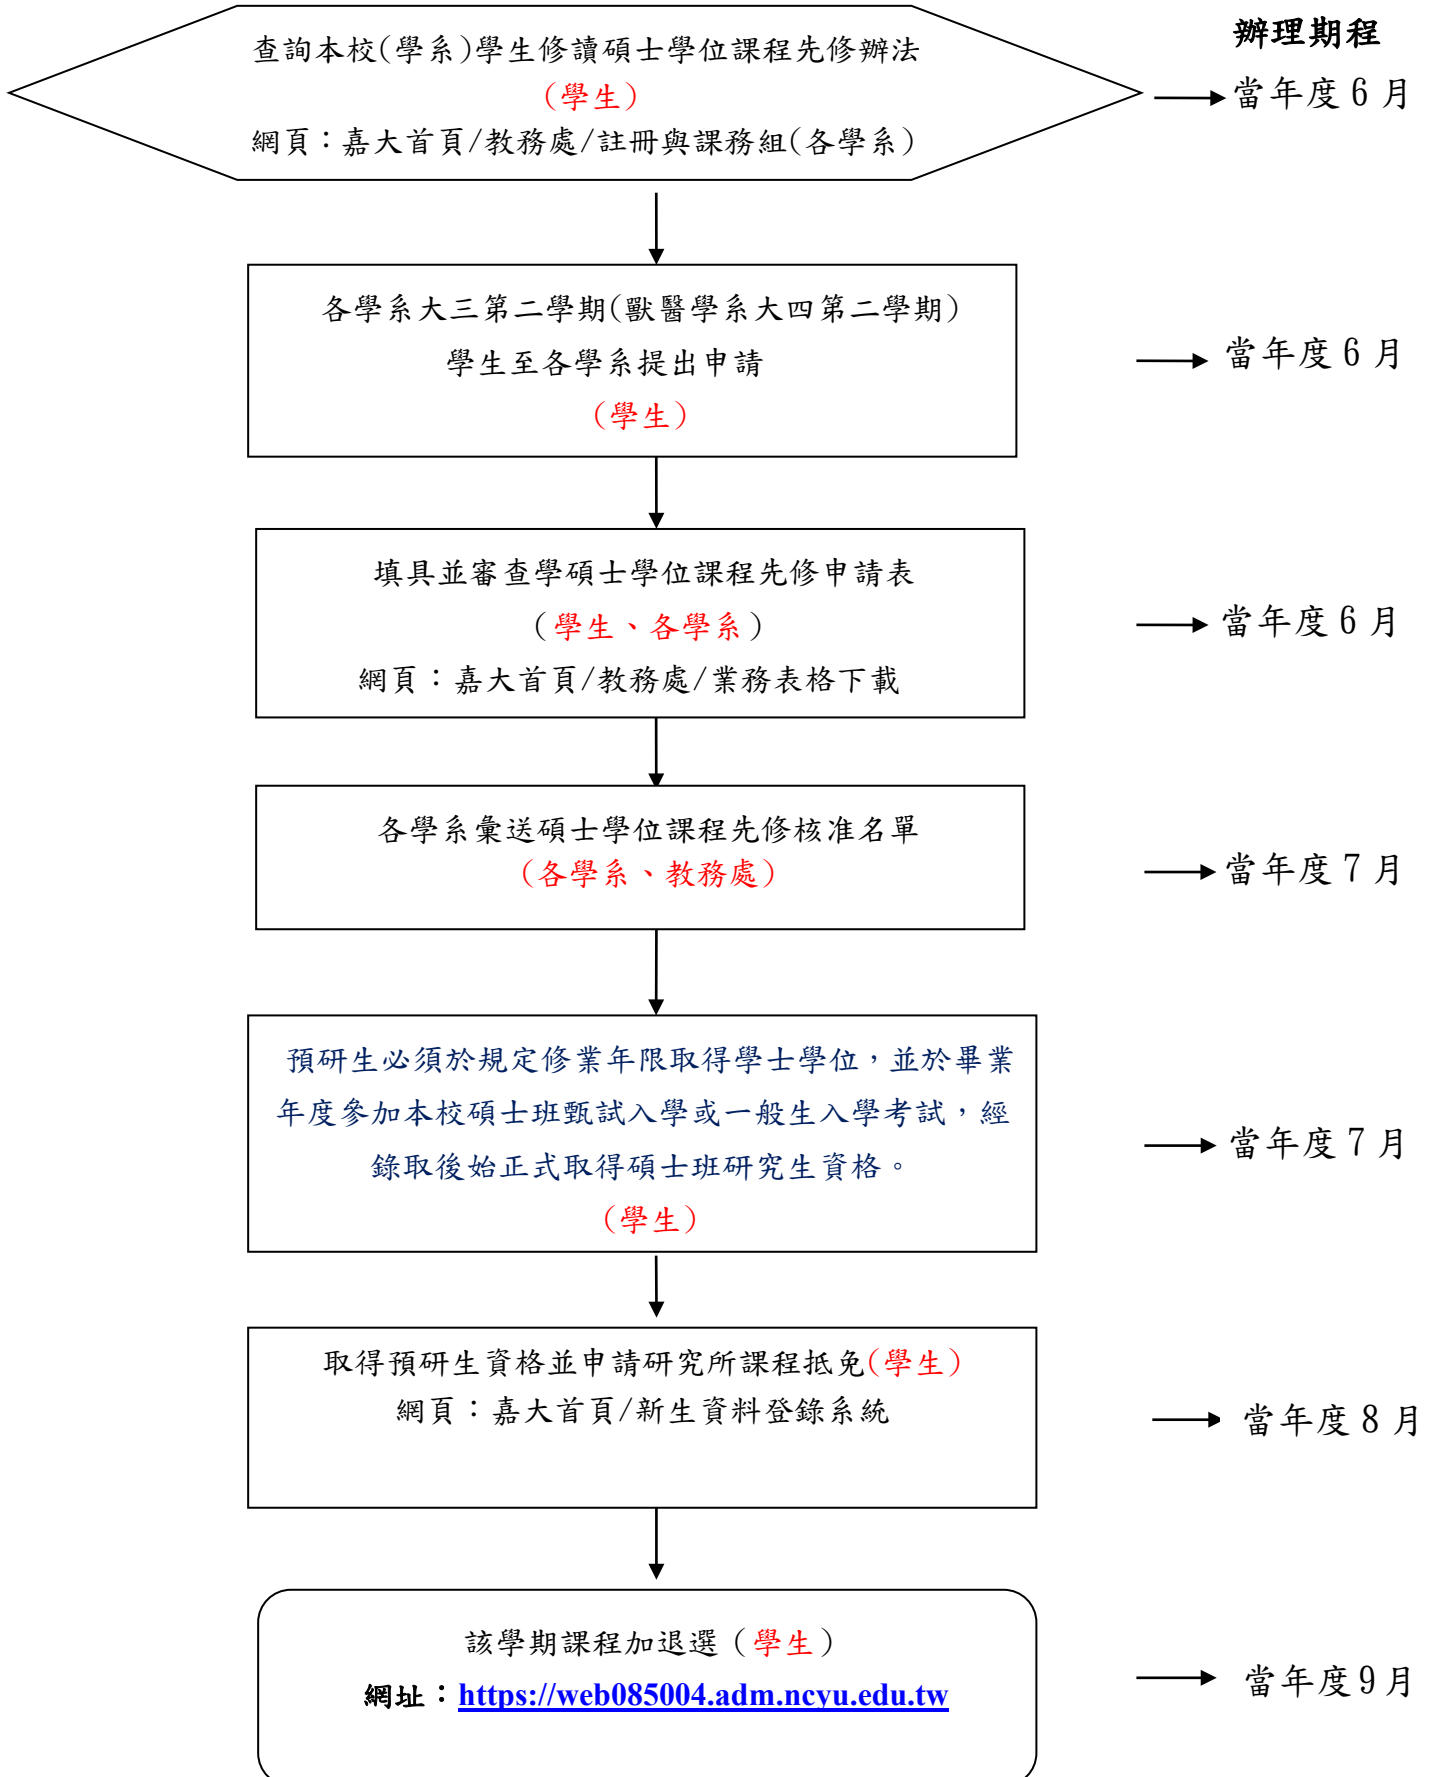 辦理期程
查詢本校(學系)學生修讀碩士學位課程先修辦法
(學生)
網頁：嘉大首頁/教務處/註冊與課務組(各學系)
當年度 6 月
各學系大三第二學期(獸醫學系大四第二學期)
學生至各學系提出申請
(學生)
當年度 6 月
填具並審查學碩士學位課程先修申請表
（學生、各學系）
網頁：嘉大首頁/教務處/業務表格下載
當年度 6 月
各學系彙送碩士學位課程先修核准名單
(各學系、教務處)
當年度 7 月
預研生必須於規定修業年限取得學士學位，並於畢業
年度參加本校碩士班甄試入學或一般生入學考試，經
錄取後始正式取得碩士班研究生資格。
(學生)
當年度 7 月
取得預研生資格並申請研究所課程抵免(學生)
網頁：嘉大首頁/新生資料登錄系統
當年度 8 月
該學期課程加退選（學生）
網址：https://web085004.adm.ncyu.edu.tw
當年度 9 月